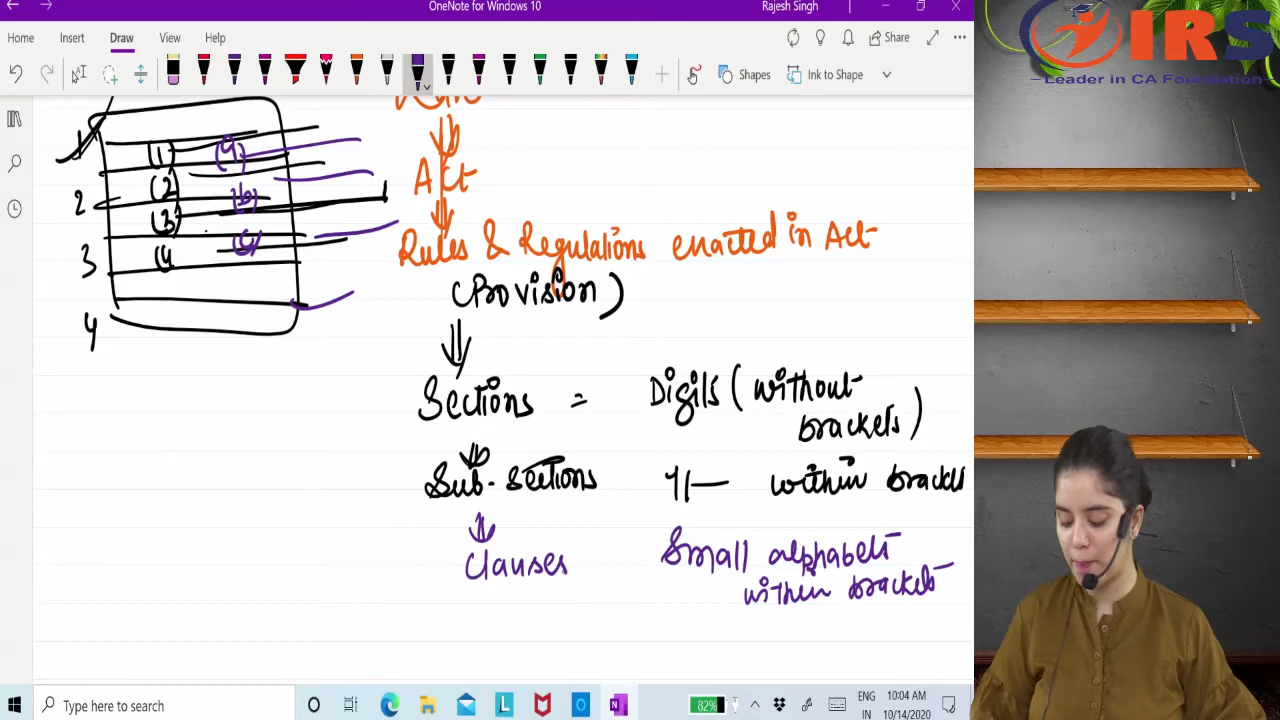 OneNote for Windows 10
Rajesh Singh
Home Insert Draw View Help
Share
Shapes
Ink to Shape
IRS
Leader in CA Foundation
1 (1) (a)
2 (2) (b)
(3)
3 (4 (c)
4
Act
Rules & Regulations enacted in Act
(Provision)
Sections = Digits (without
brackets)
Sub-Sections -11- within brackets
Clauses Small alphabets
within brackets
Type here to search
82%
ENG
IN
10:04 AM
10/14/2020